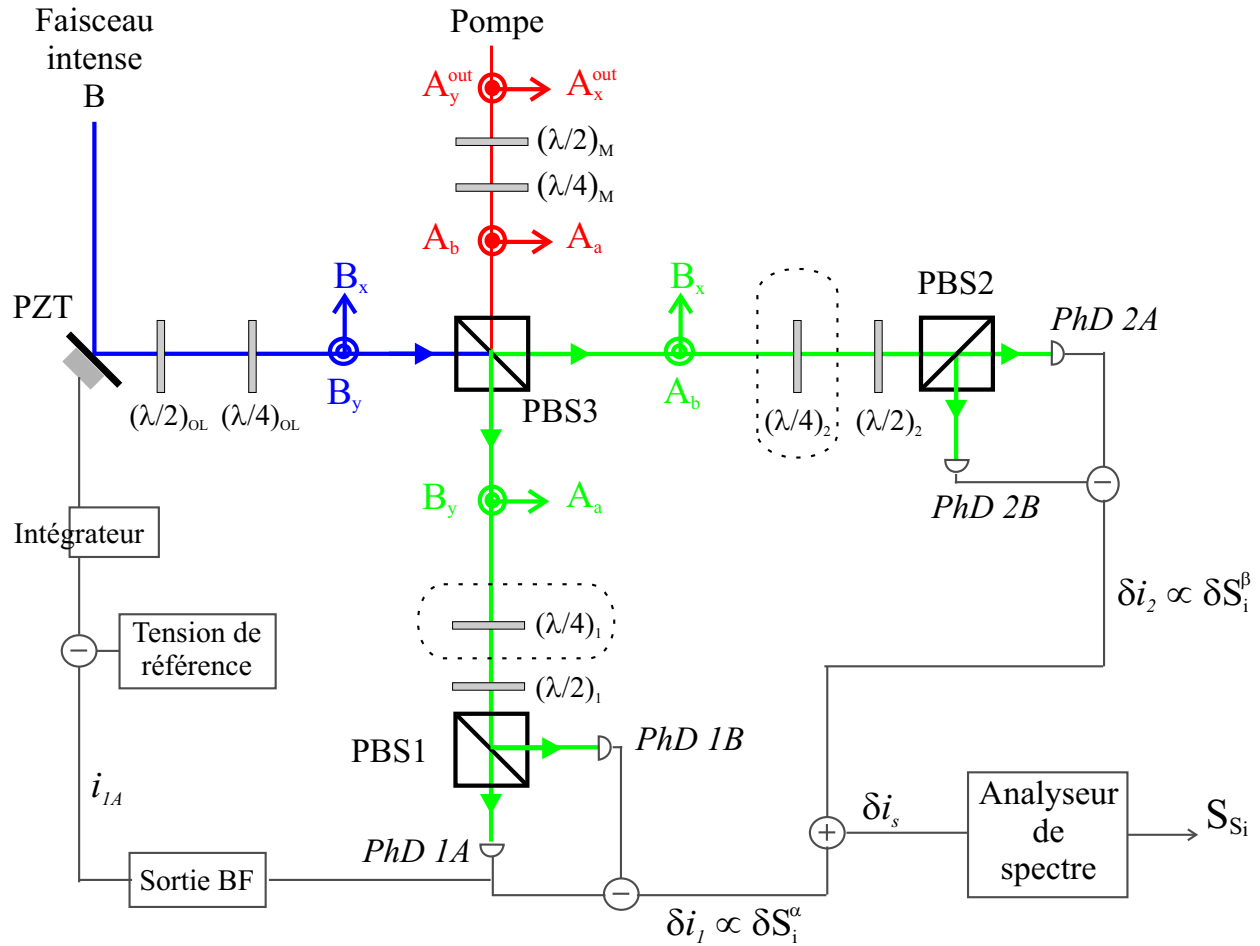 Faisceau
intense
B
Pompe
A_y^out
A_x^out
(λ/2)_M
(λ/4)_M
A_b
A_a
PZT
B_x
B_y
(λ/2)_OL
(λ/4)_OL
PBS3
B_x
A_b
(λ/4)_2
(λ/2)_2
PBS2
PhD 2A
PhD 2B
−
B_y
A_a
Intégrateur
−
Tension de
référence
(λ/4)_1
(λ/2)_1
PBS1
PhD 1B
PhD 1A
i_1A
Sortie BF
−
δi_1 ∝ δS_i^α
δi_2 ∝ δS_i^β
+
δi_s
Analyseur
de
spectre
S_Si